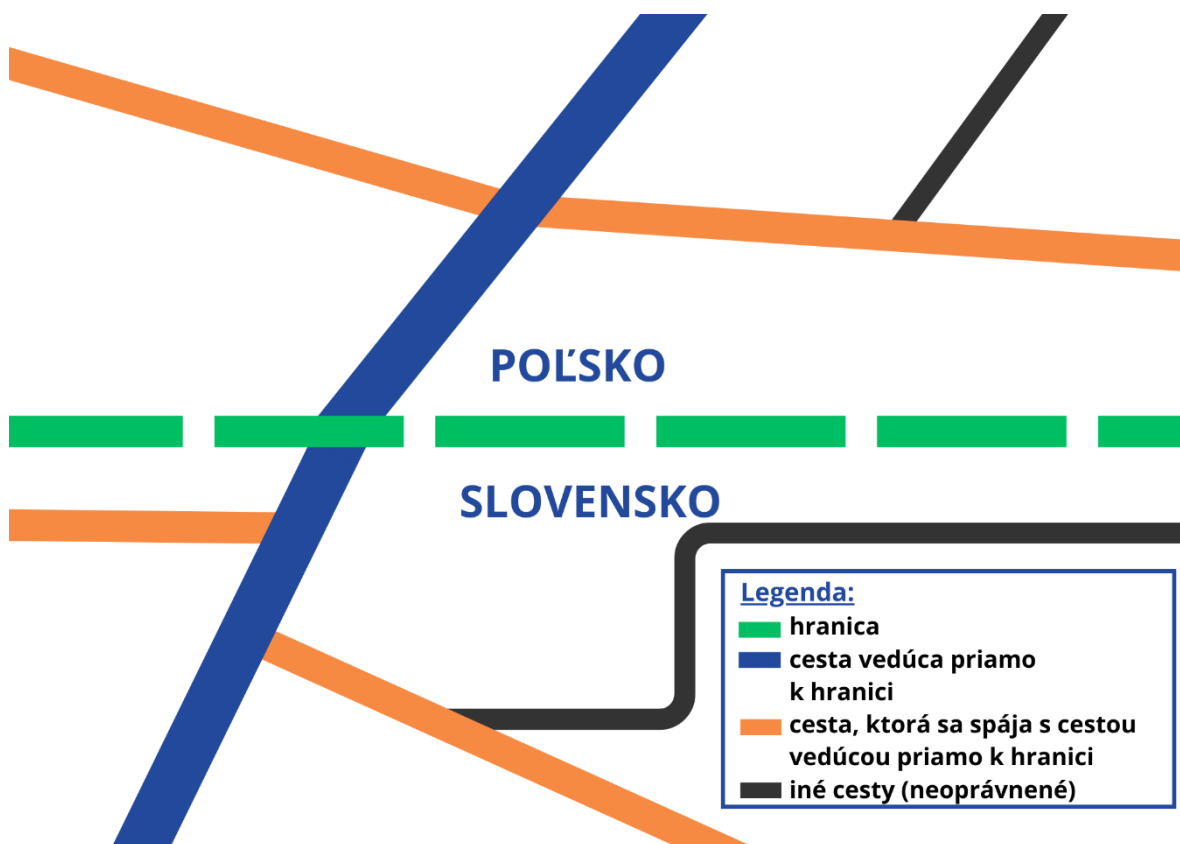 POĽSKO
SLOVENSKO
Legenda:
hranica
cesta vedúca priamo
k hranici
cesta, ktorá sa spája s cestou
vedúcou priamo k hranici
iné cesty (neoprávnené)